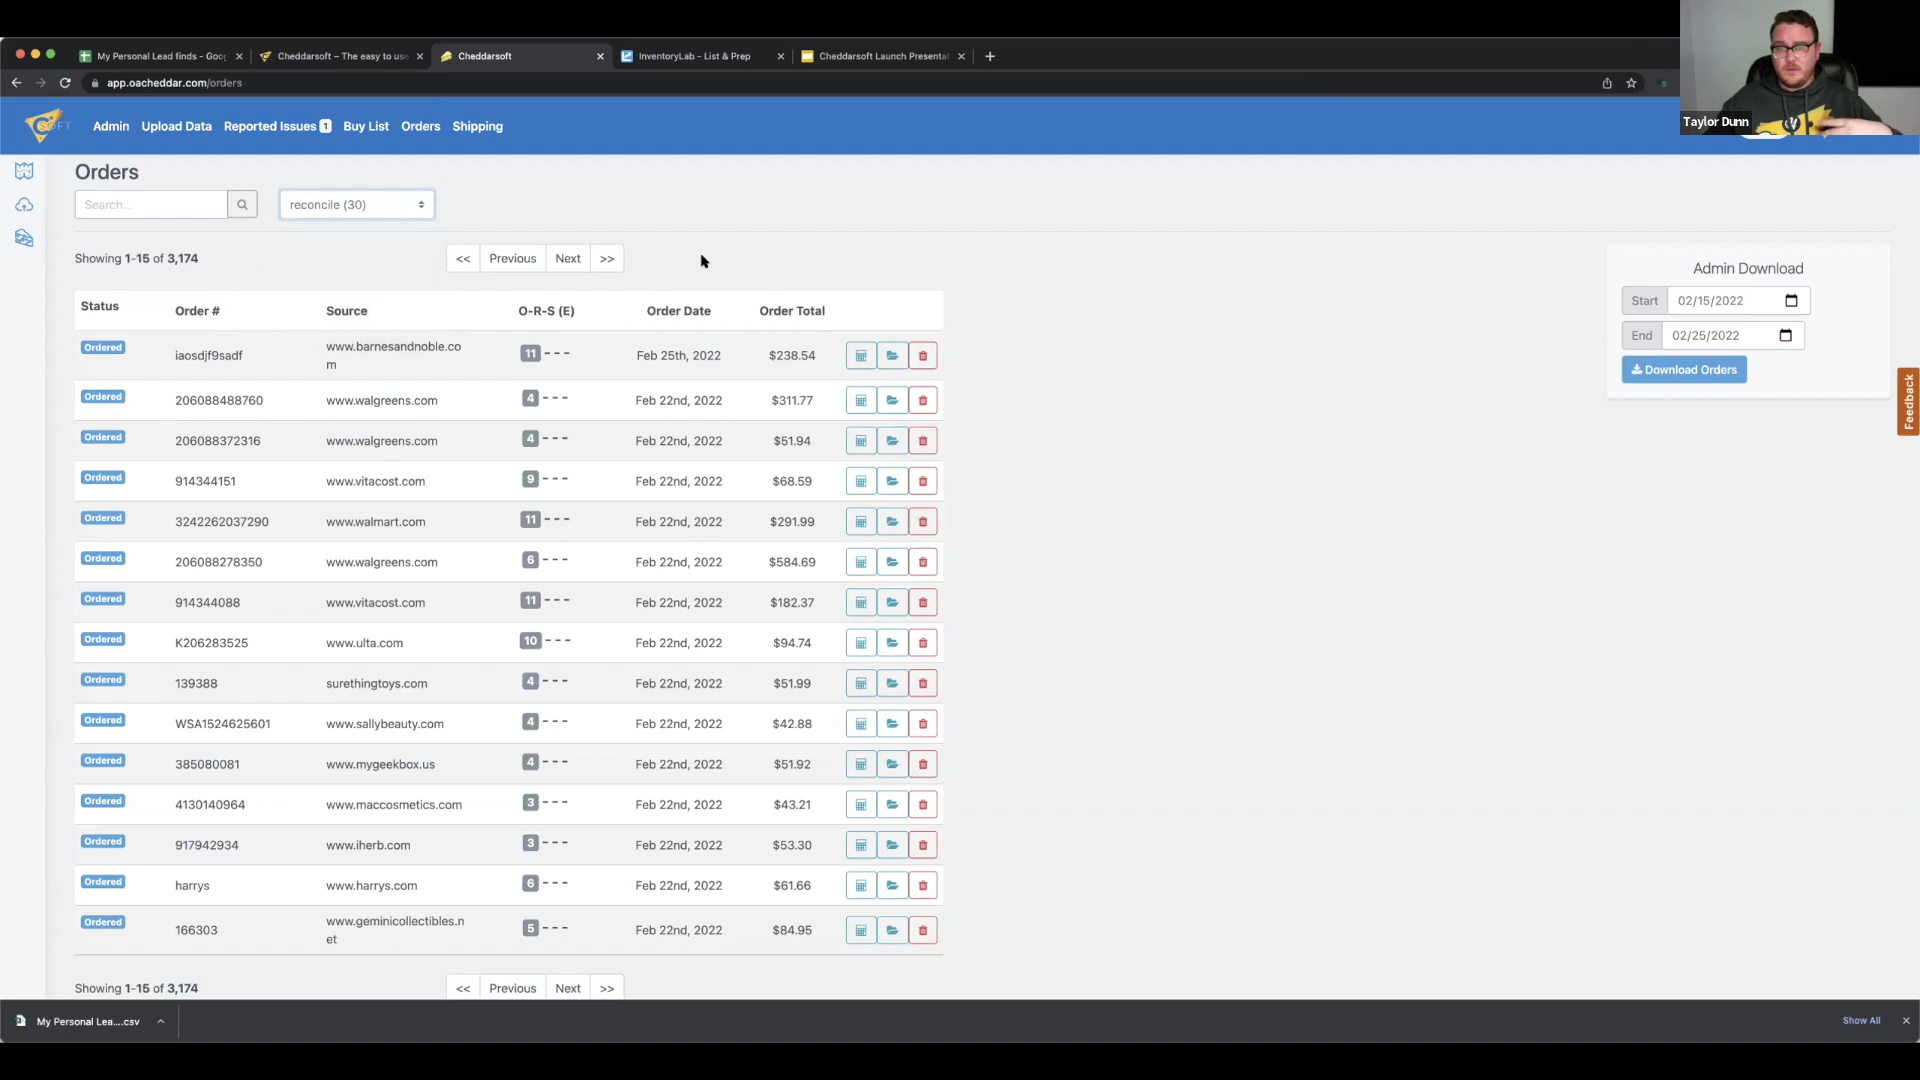 My Personal Lead finds - Goog
Cheddarsoft – The easy to use
Cheddarsoft
InventoryLab - List & Prep
Cheddarsoft Launch Presentat
app.oacheddar.com/orders
Taylor Dunn
SOFT
Admin
Upload Data
Reported Issues 1
Buy List
Orders
Shipping
Orders
Search...
reconcile (30)
Showing 1-15 of 3,174
<< Previous Next >>
Admin Download
Start 02/15/2022
End 02/25/2022
Download Orders
Feedback
Status Order # Source O-R-S (E) Order Date Order Total
Ordered iaosdjf9sadf www.barnesandnoble.co
m 11 - - - Feb 25th, 2022 $238.54
Ordered 206088488760 www.walgreens.com 4 - - - Feb 22nd, 2022 $311.77
Ordered 206088372316 www.walgreens.com 4 - - - Feb 22nd, 2022 $51.94
Ordered 914344151 www.vitacost.com 9 - - - Feb 22nd, 2022 $68.59
Ordered 3242262037290 www.walmart.com 11 - - - Feb 22nd, 2022 $291.99
Ordered 206088278350 www.walgreens.com 6 - - - Feb 22nd, 2022 $584.69
Ordered 914344088 www.vitacost.com 11 - - - Feb 22nd, 2022 $182.37
Ordered K206283525 www.ulta.com 10 - - - Feb 22nd, 2022 $94.74
Ordered 139388 surethingtoys.com 4 - - - Feb 22nd, 2022 $51.99
Ordered WSA1524625601 www.sallybeauty.com 4 - - - Feb 22nd, 2022 $42.88
Ordered 385080081 www.mygeekbox.us 4 - - - Feb 22nd, 2022 $51.92
Ordered 4130140964 www.maccosmetics.com 3 - - - Feb 22nd, 2022 $43.21
Ordered 917942934 www.iherb.com 3 - - - Feb 22nd, 2022 $53.30
Ordered harrys www.harrys.com 6 - - - Feb 22nd, 2022 $61.66
Ordered 166303 www.geminicollectibles.n
et 5 - - - Feb 22nd, 2022 $84.95
Showing 1-15 of 3,174
<< Previous Next >>
My Personal Lea....csv
Show All